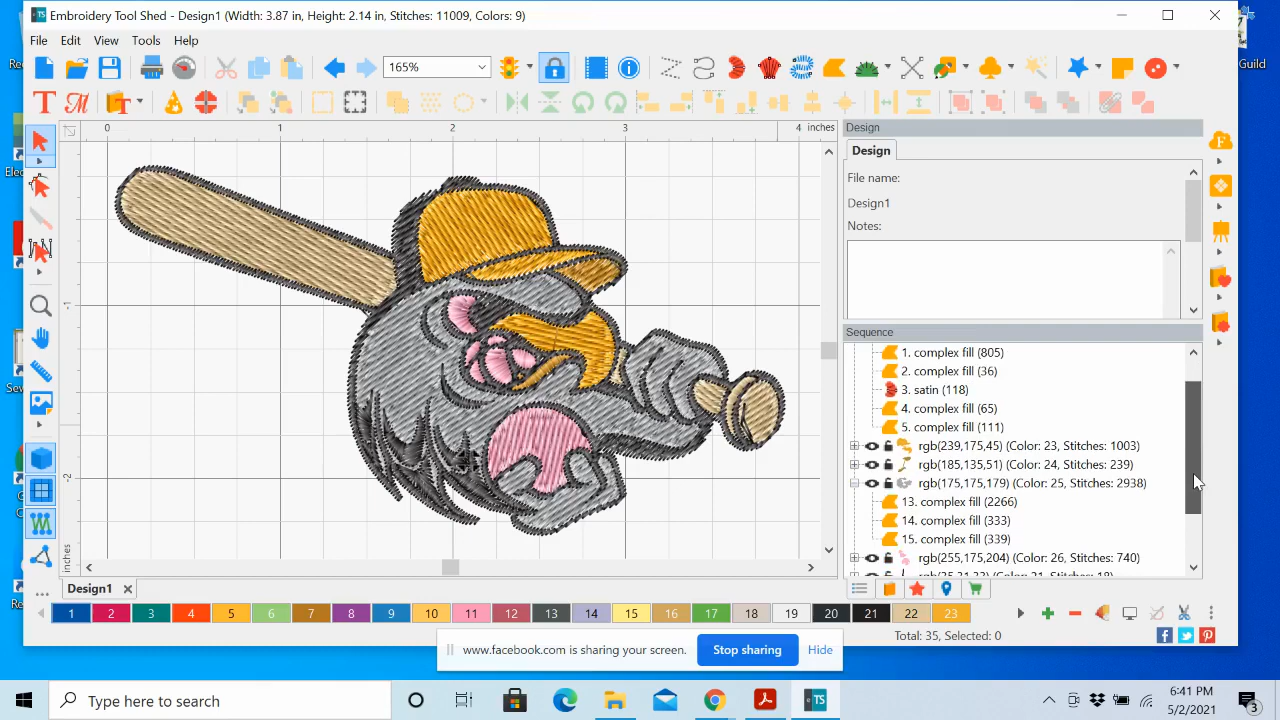 Embroidery Tool Shed - Design1 (Width: 3.87 in, Height: 2.14 in, Stitches: 11009, Colors: 9)
Guild
File Edit View Tools Help
165%
0 1 2 3 4 inches
-1
-2
inches
Design
Design
File name:
Design1
Notes:
Sequence
1. complex fill (805)
2. complex fill (36)
3. satin (118)
4. complex fill (65)
5. complex fill (111)
rgb(239,175,45) (Color: 23, Stitches: 1003)
rgb(185,135,51) (Color: 24, Stitches: 239)
rgb(175,175,179) (Color: 25, Stitches: 2938)
13. complex fill (2266)
14. complex fill (333)
15. complex fill (339)
rgb(255,175,204) (Color: 26, Stitches: 740)
Design1
1 2 3 4 5 6 7 8 9 10 11 12 13 14 15 16 17 18 19 20 21 22 23
Total: 35, Selected: 0
www.facebook.com is sharing your screen. Stop sharing Hide
Type here to search
6:41 PM
5/2/2021
3